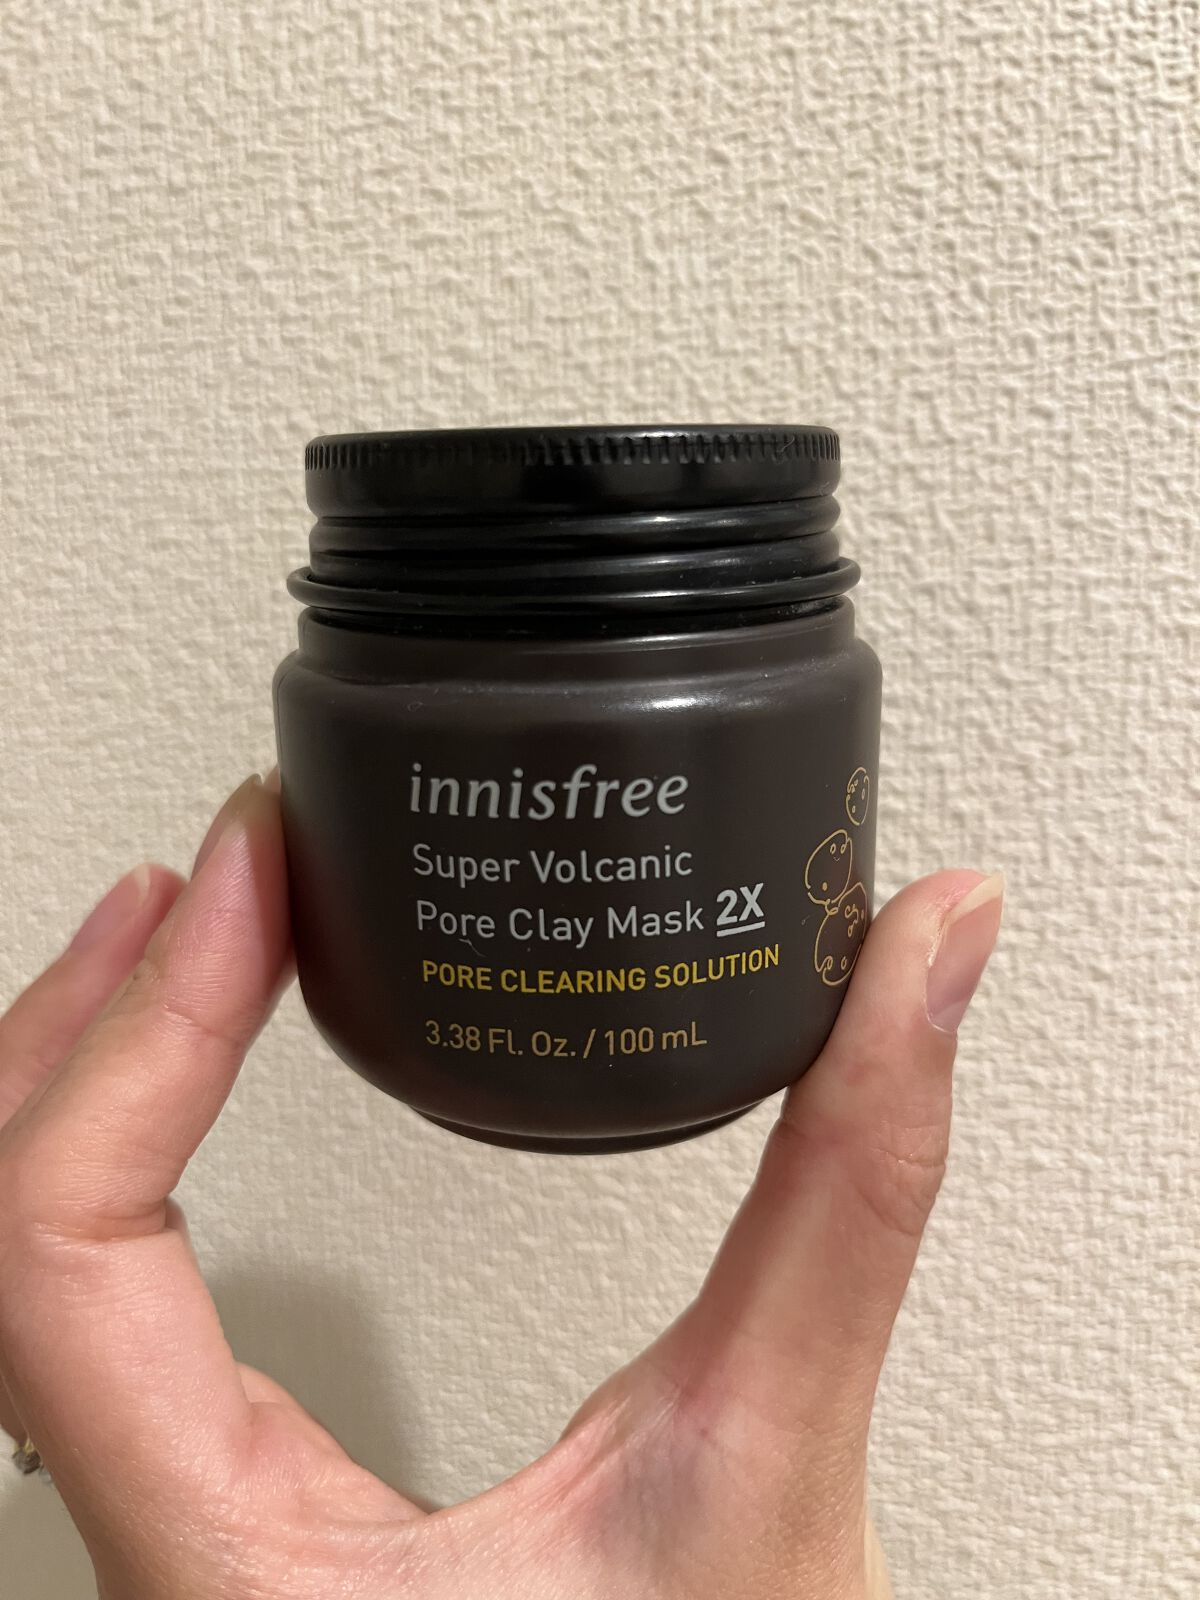 innisfree
Super Volcanic
Pore Clay Mask 2X
PORE CLEARING SOLUTION
3.38 Fl. Oz. / 100 mL